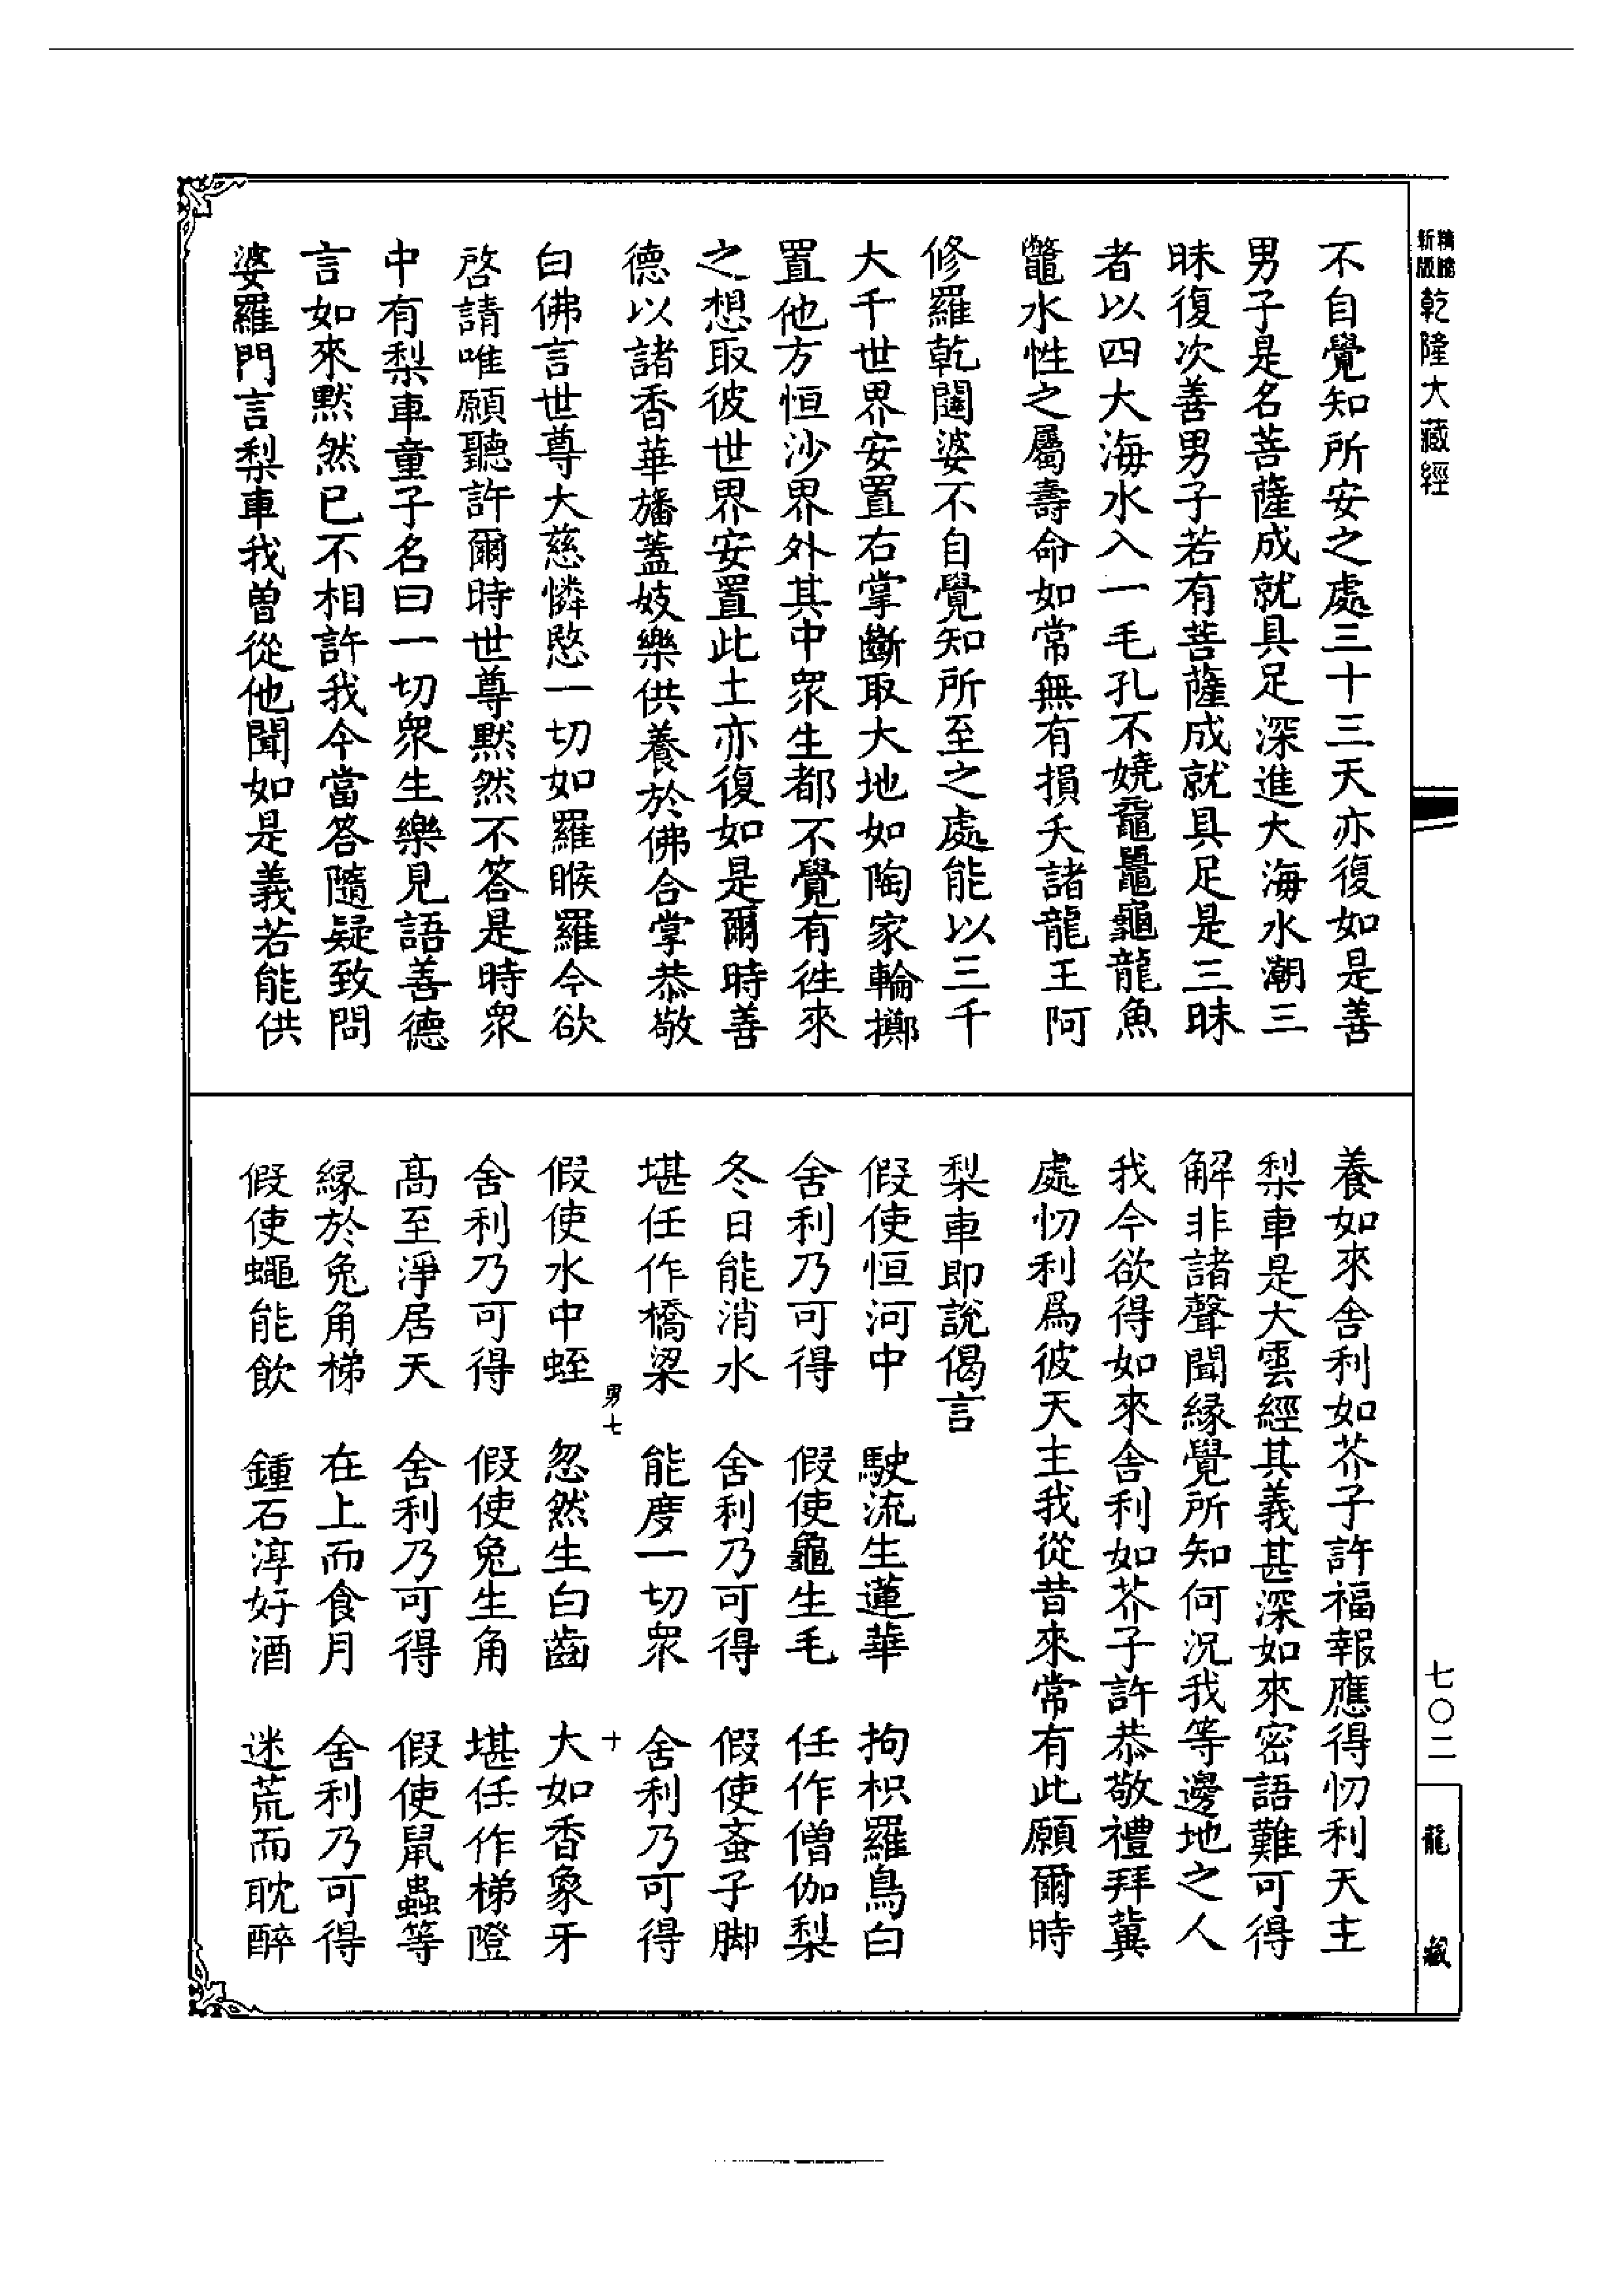 精editor新版乾隆大藏經
不自覺知所安之處三十三天亦復如是善
男子是名菩薩成就具足深進大海水潮三
昧復次善男子若有菩薩成就具足是三昧
者以四大海水入一毛孔不嬈黿鼉龜龍魚
鼈水性之屬壽命如常無有損夭諸龍王阿
修羅乾闥婆不自覺知所至之處能以三千
大千世界安置右掌斷取大地如陶家輪擲
置他方恒沙界外其中眾生都不覺有徃來
之想取彼世界安置此土亦復如是爾時善
德以諸香華旛蓋妓樂供養於佛合掌恭敬
白佛言世尊大慈憐愍一切如羅睺羅今欲
啓請唯願聽許爾時世尊默然不答是時眾
中有梨車童子名曰一切眾生樂見語善德
言如來默然已不相許我今當答隨疑致問
婆羅門言梨車我曾從他聞如是義若能供
養如來舍利如芥子許福報應得忉利天主
梨車是大雲經其義甚深如來密語難可得
解非諸聲聞緣覺所知何況我等邊地之人
我今欲得如來舍利如芥子許恭敬禮拜冀
處忉利爲彼天主我從昔來常有此願爾時
梨車即說偈言
假使恒河中　駛流生蓮華　拘枳羅鳥白
舍利乃可得　假使龜生毛　任作僧伽梨
冬日能消水　舍利乃可得　假使蚤子脚
堪任作橋梁　能度一切眾　舍利乃可得
男七　十
假使水中蛭　忽然生白齒　大如香象牙
舍利乃可得　假使兔生角　堪任作梯隥
高至淨居天　舍利乃可得　假使鼠蟲等
緣於兔角梯　在上而食月　舍利乃可得
假使蠅能飲　鍾石淳好酒　迷荒而耽醉
七〇二
龍藏